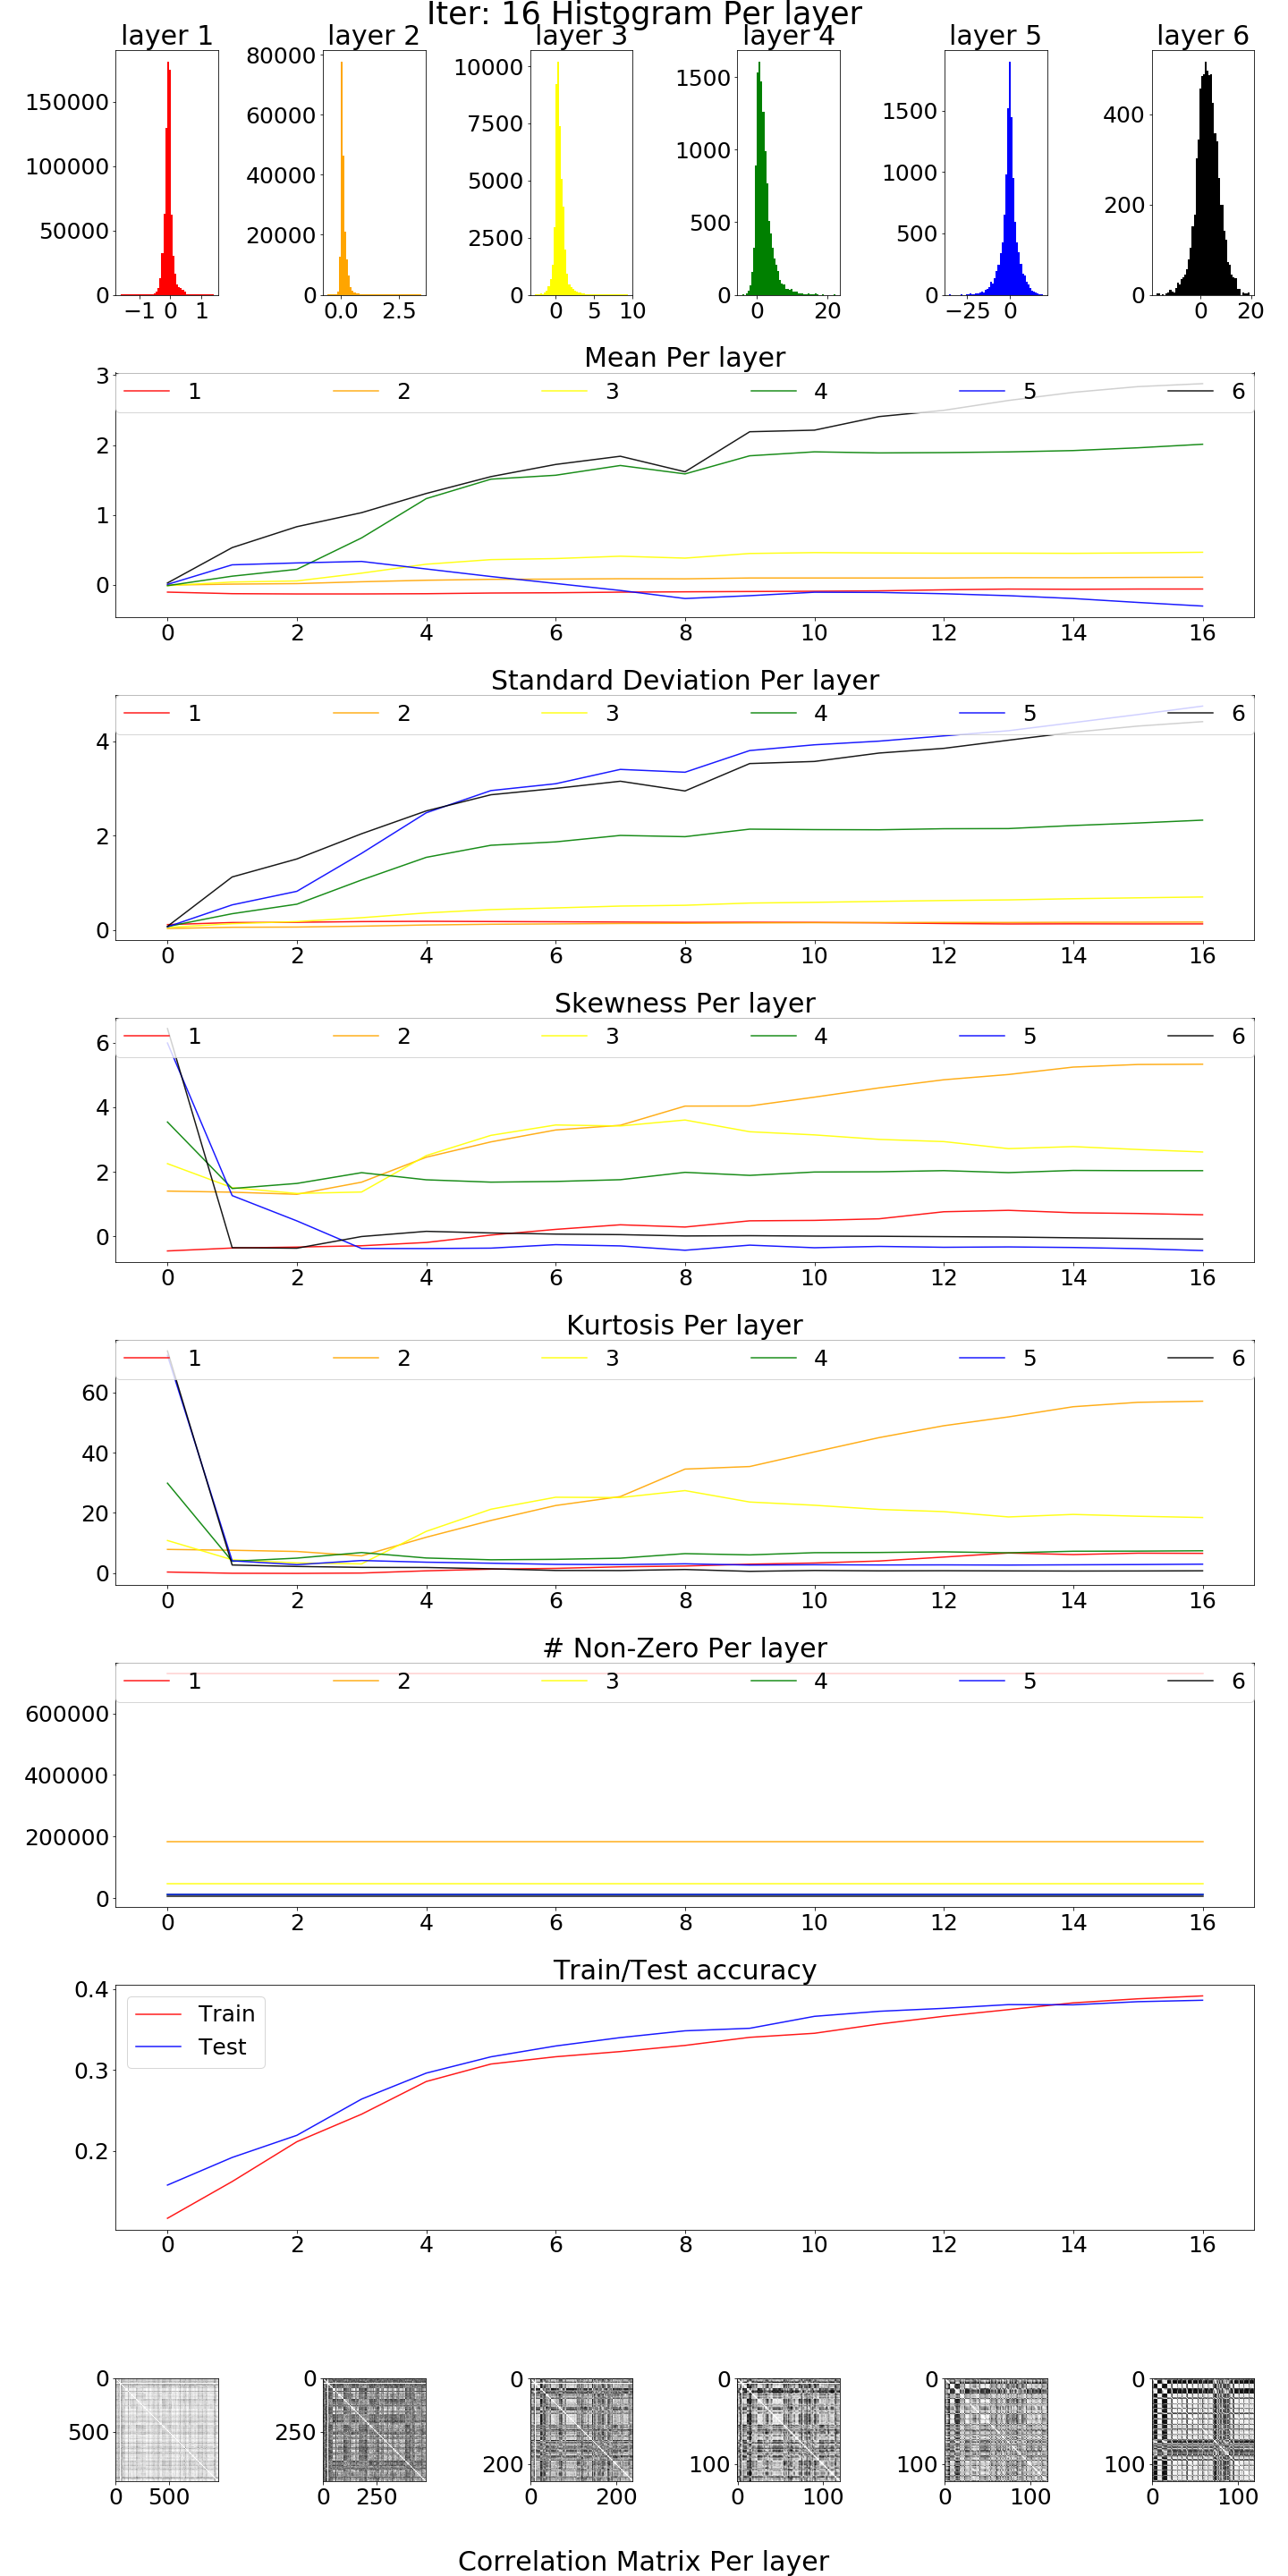 Iter: 16 Histogram Per layer
layer 1 layer 2 layer 3 layer 4 layer 5 layer 6
150000 100000 50000 0
−1 0 1
80000 60000 40000 20000 0
0.0 2.5
10000 7500 5000 2500 0
0 5 10
1500 1000 500 0
0 20
1500 1000 500 0
−25 0
400 200 0
0 20
Mean Per layer
1 2 3 4 5 6
3
2
1
0
0 2 4 6 8 10 12 14 16
Standard Deviation Per layer
1 2 3 4 5 6
4
2
0
0 2 4 6 8 10 12 14 16
Skewness Per layer
1 2 3 4 5 6
6
4
2
0
0 2 4 6 8 10 12 14 16
Kurtosis Per layer
1 2 3 4 5 6
60
40
20
0
0 2 4 6 8 10 12 14 16
# Non-Zero Per layer
1 2 3 4 5 6
600000
400000
200000
0
0 2 4 6 8 10 12 14 16
Train/Test accuracy
Train
Test
0.4
0.3
0.2
0 2 4 6 8 10 12 14 16
0 0 0 0 0 0
500 250 200 100 100 100
0 500 0 250 0 200 0 100 0 100 0 100
Correlation Matrix Per layer